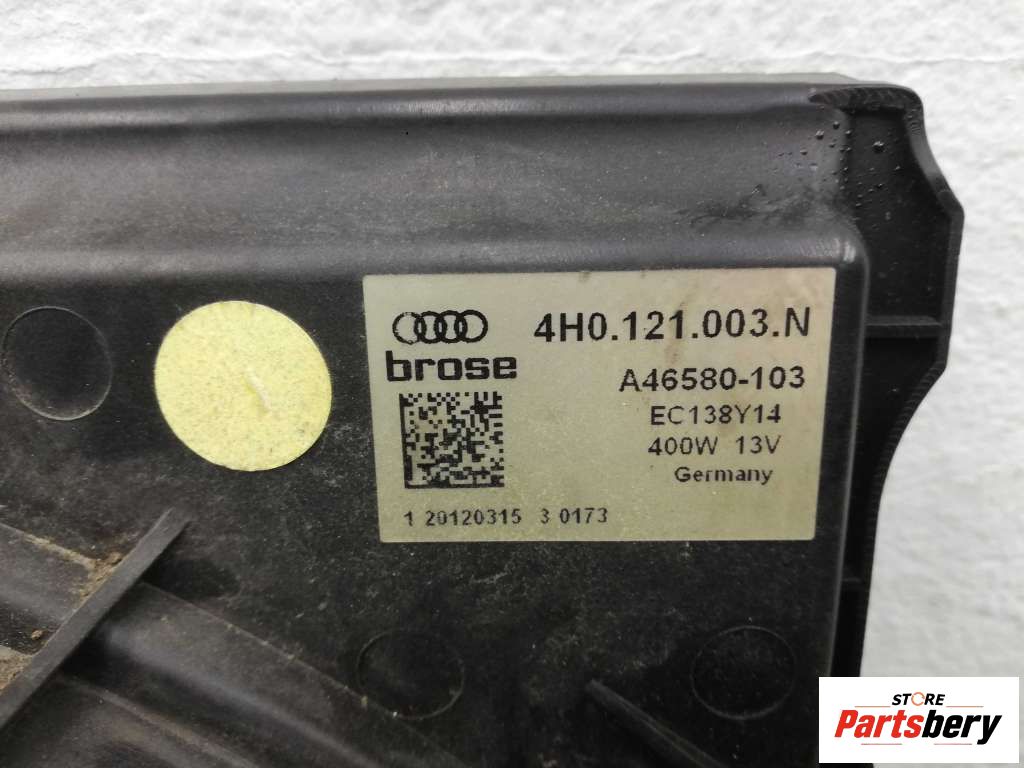 4H0.121.003.N
brose
A46580-103
EC138Y14
400W 13V
Germany
1 20120315 3 0173
STORE
Partsbery